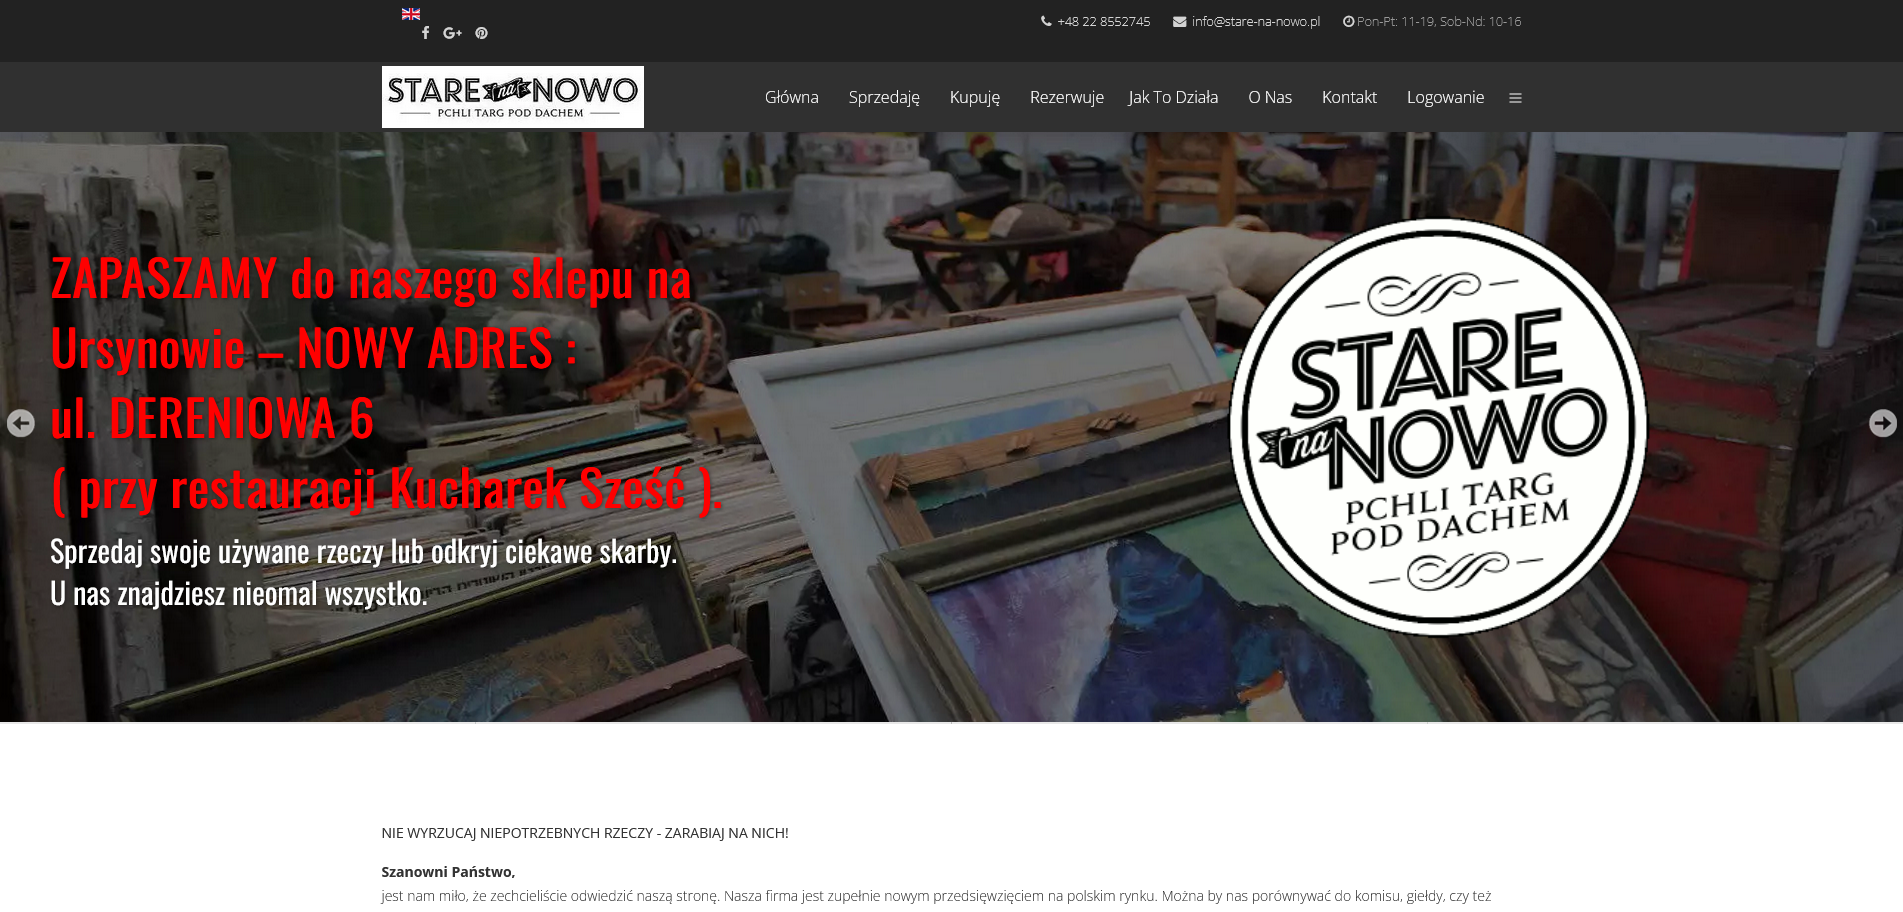 +48 22 8552745
info@stare-na-nowo.pl
Pon-Pt: 11-19, Sob-Nd: 10-16
STARE na NOWO
PCHLI TARG POD DACHEM
Główna
Sprzedaję
Kupuję
Rezerwuje
Jak To Działa
O Nas
Kontakt
Logowanie
ZAPASZAMY do naszego sklepu na
Ursynowie – NOWY ADRES :
ul. DERENIOWA 6
( przy restauracji Kucharek Sześć ).
Sprzedaj swoje używane rzeczy lub odkryj ciekawe skarby.
U nas znajdziesz nieomal wszystko.
STARE
na NOWO
PCHLI TARG
POD DACHEM
NIE WYRZUCAJ NIEPOTRZEBNYCH RZECZY - ZARABIAJ NA NICH!
Szanowni Państwo,
jest nam miło, że zechcieliście odwiedzić naszą stronę. Nasza firma jest zupełnie nowym przedsięwzięciem na polskim rynku. Można by nas porównywać do komisu, giełdy, czy też